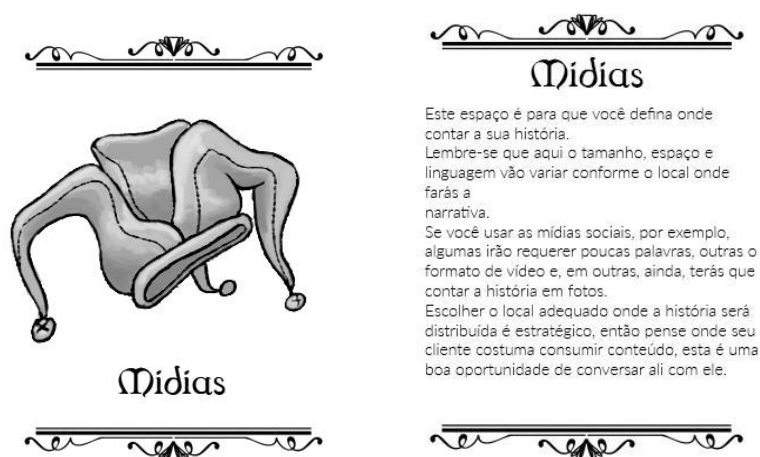 Mídias
Mídias
Este espaço é para que você defina onde
contar a sua história.
Lembre-se que aqui o tamanho, espaço e
linguagem vão variar conforme o local onde
farás a
narrativa.
Se você usar as mídias sociais, por exemplo,
algumas irão requerer poucas palavras, outras o
formato de vídeo e, em outras, ainda, terás que
contar a história em fotos.
Escolher o local adequado onde a história será
distribuída é estratégico, então pense onde seu
cliente costuma consumir conteúdo, esta é uma
boa oportunidade de conversar ali com ele.